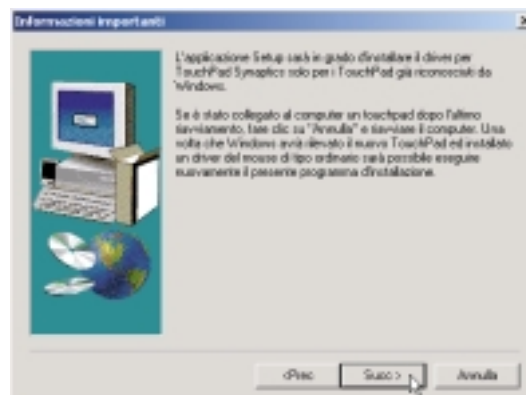 Informazioni importanti
L'applicazione Setup sarà in grado d'installare il driver per
TouchPad Synaptics solo per i TouchPad già riconosciuti da
Windows.
Se è stato collegato al computer un touchpad dopo l'ultimo
riavviamento, fare clic su "Annulla" e riavviare il computer. Una
volta che Windows avrà rilevato il nuovo TouchPad ed installato
un driver del mouse di tipo ordinario sarà possibile eseguire
nuovamente il presente programma d'installazione.
<Prec
Succ >
Annulla